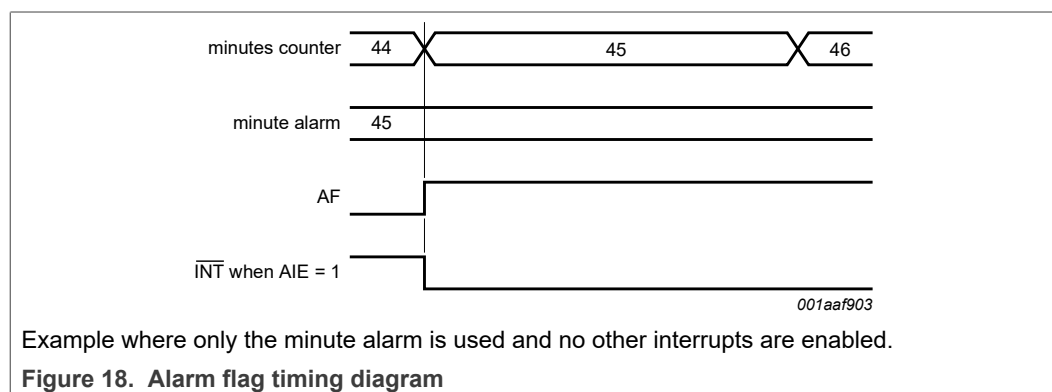 minutes counter 44 45 46
minute alarm 45
AF
INT when AIE = 1
001aaf903
Example where only the minute alarm is used and no other interrupts are enabled.
Figure 18. Alarm flag timing diagram